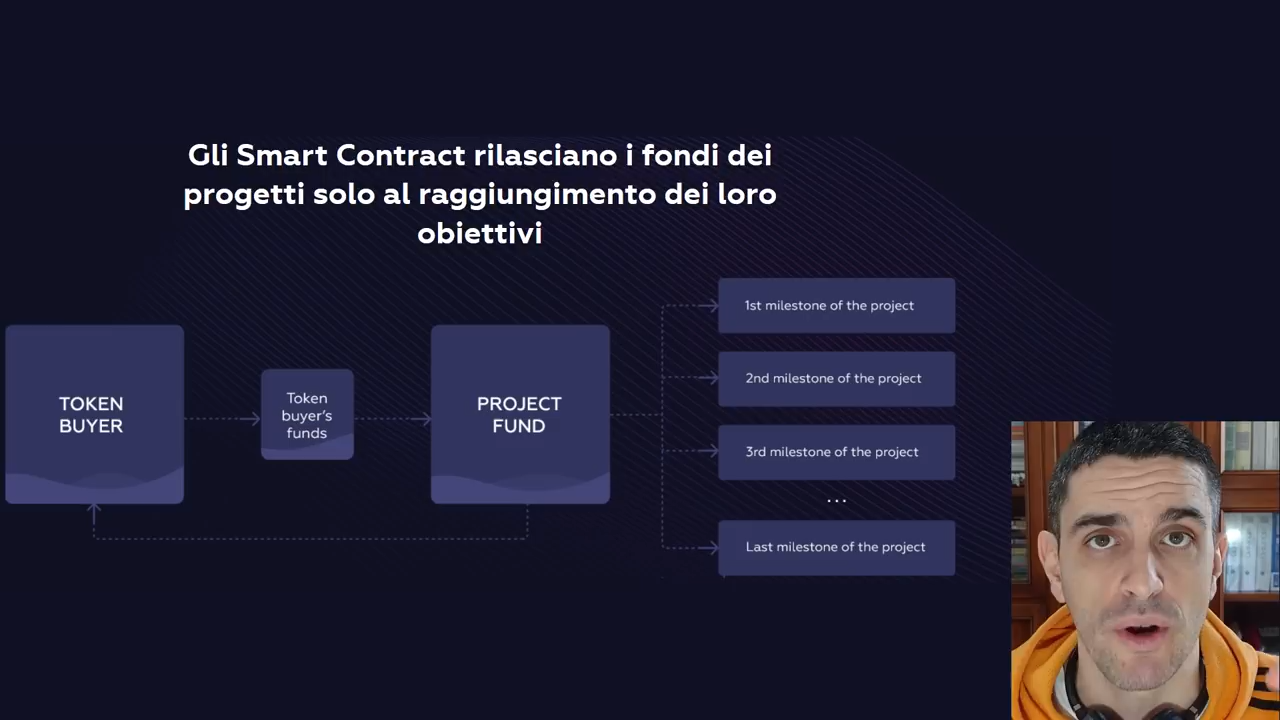 Gli Smart Contract rilasciano i fondi dei
progetti solo al raggiungimento dei loro
obiettivi
TOKEN
BUYER
Token
buyer's
funds
PROJECT
FUND
1st milestone of the project
2nd milestone of the project
3rd milestone of the project
...
Last milestone of the project